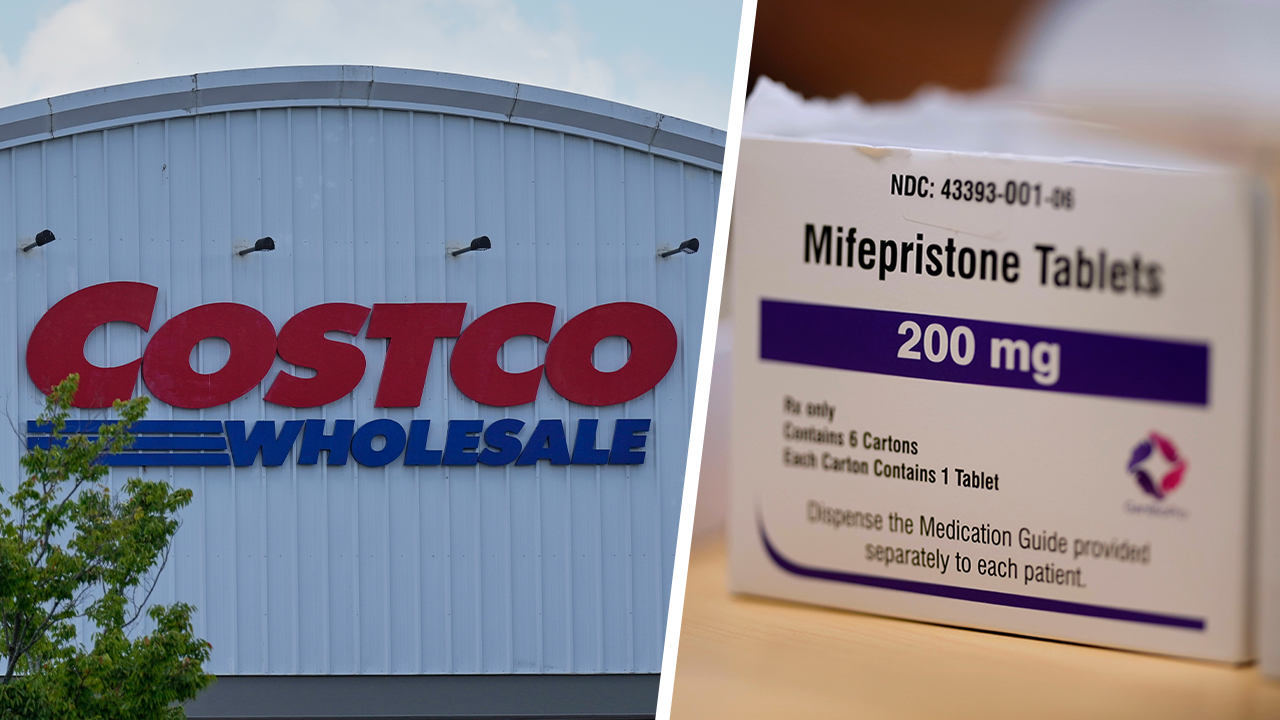 COSTCO
WHOLESALE
NDC: 43393-001-06
Mifepristone Tablets
200 mg
Rx only
Contains 6 Cartons
Each Carton Contains 1 Tablet
Dispense the Medication Guide provided
separately to each patient.